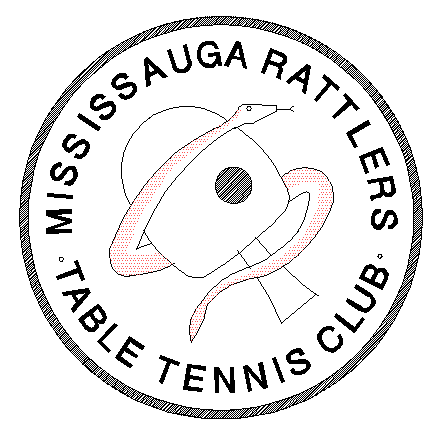 MISSISSAUGA RATTLERS
TABLE TENNIS CLUB